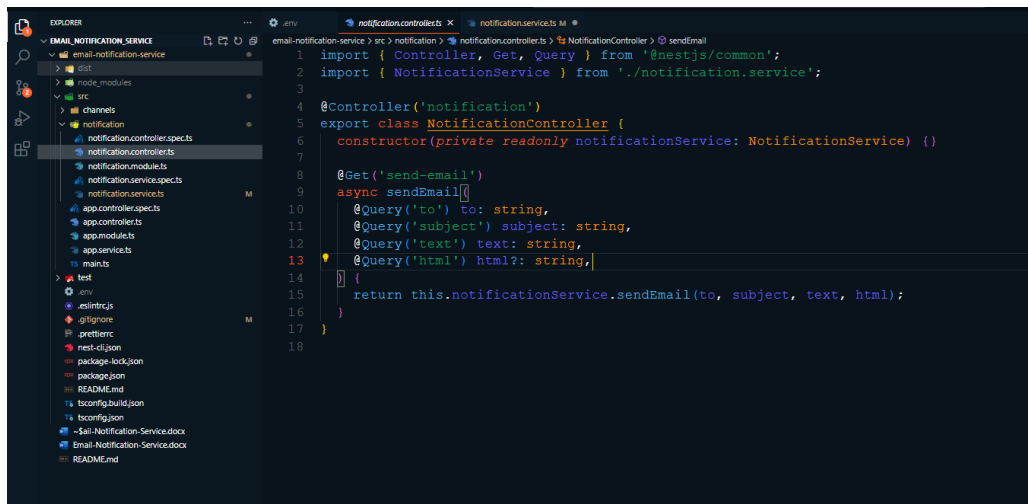 EXPLORER
EMAIL_NOTIFICATION_SERVICE
email-notification-service
dist
node_modules
src
channels
notification
notification.controller.spec.ts
notification.controller.ts
notification.module.ts
notification.service.spec.ts
notification.service.ts M
app.controller.spec.ts
app.controller.ts
app.module.ts
app.service.ts
TS main.ts
test
.env
.eslintrc.js
.gitignore M
.prettierrc
nest-cli.json
package-lock.json
package.json
README.md
tsconfig.build.json
tsconfig.json
~$ail-Notification-Service.docx
Email-Notification-Service.docx
README.md
.env notification.controller.ts × notification.service.ts M
email-notification-service > src > notification > notification.controller.ts > NotificationController > sendEmail
1 import { Controller, Get, Query } from '@nestjs/common';
2 import { NotificationService } from './notification.service';
3
4 @Controller('notification')
5 export class NotificationController {
6 constructor(private readonly notificationService: NotificationService) {}
7
8 @Get('send-email')
9 async sendEmail(
10 @Query('to') to: string,
11 @Query('subject') subject: string,
12 @Query('text') text: string,
13 @Query('html') html?: string,
14 ) {
15 return this.notificationService.sendEmail(to, subject, text, html);
16 }
17 }
18